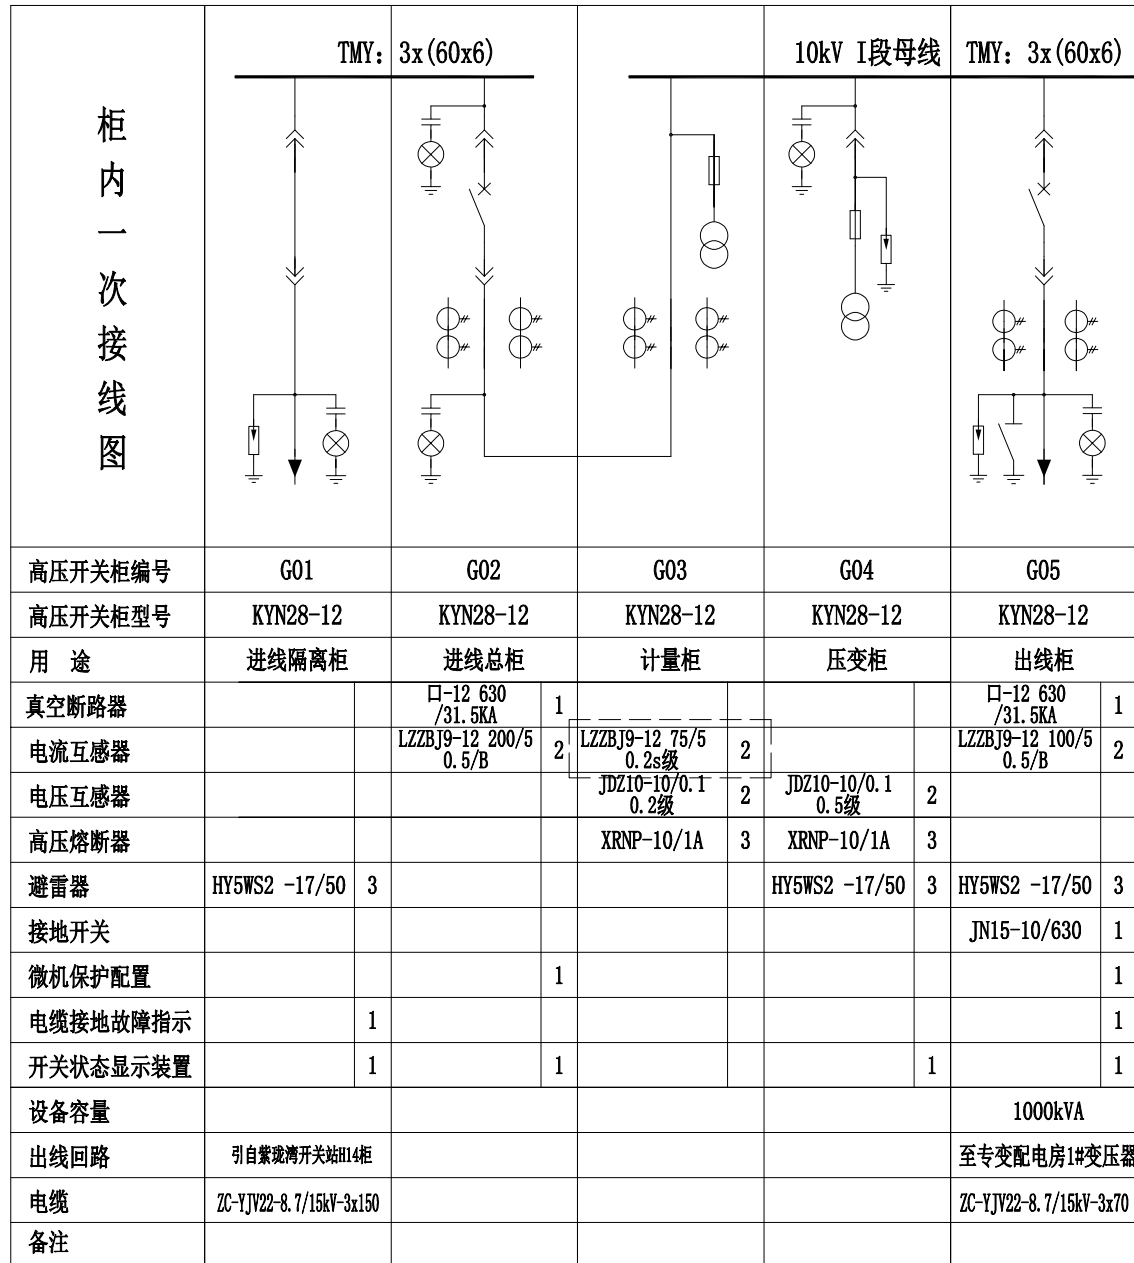 TMY: 3x(60x6)
10kV I段母线
TMY: 3x(60x6)
柜内一次接线图
高压开关柜编号 G01 G02 G03 G04 G05
高压开关柜型号 KYN28-12 KYN28-12 KYN28-12 KYN28-12 KYN28-12
用 途 进线隔离柜 进线总柜 计量柜 压变柜 出线柜
真空断路器 口-12 630 /31.5KA 1 口-12 630 /31.5KA 1
电流互感器 LZZBJ9-12 200/5 0.5/B 2 LZZBJ9-12 75/5 0.2s级 2 LZZBJ9-12 100/5 0.5/B 2
电压互感器 JDZ10-10/0.1 0.2级 2 JDZ10-10/0.1 0.5级 2
高压熔断器 XRNP-10/1A 3 XRNP-10/1A 3
避雷器 HY5WS2 -17/50 3 HY5WS2 -17/50 3 HY5WS2 -17/50 3
接地开关 JN15-10/630 1
微机保护配置 1 1
电缆接地故障指示 1 1
开关状态显示装置 1 1 1 1
设备容量 1000kVA
出线回路 引自紫珑湾开关站H14柜 至专变配电房1#变压器
电缆 ZC-YJV22-8.7/15kV-3x150 ZC-YJV22-8.7/15kV-3x70
备注